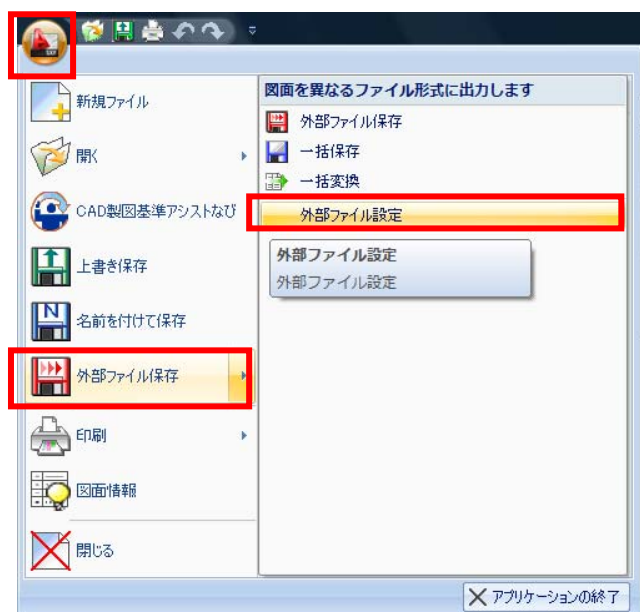 新規ファイル
開く
CAD製図基準アシストなび
上書き保存
名前を付けて保存
外部ファイル保存
印刷
図面情報
閉じる
図面を異なるファイル形式に出力します
外部ファイル保存
一括保存
一括変換
外部ファイル設定
外部ファイル設定
外部ファイル設定
アプリケーションの終了